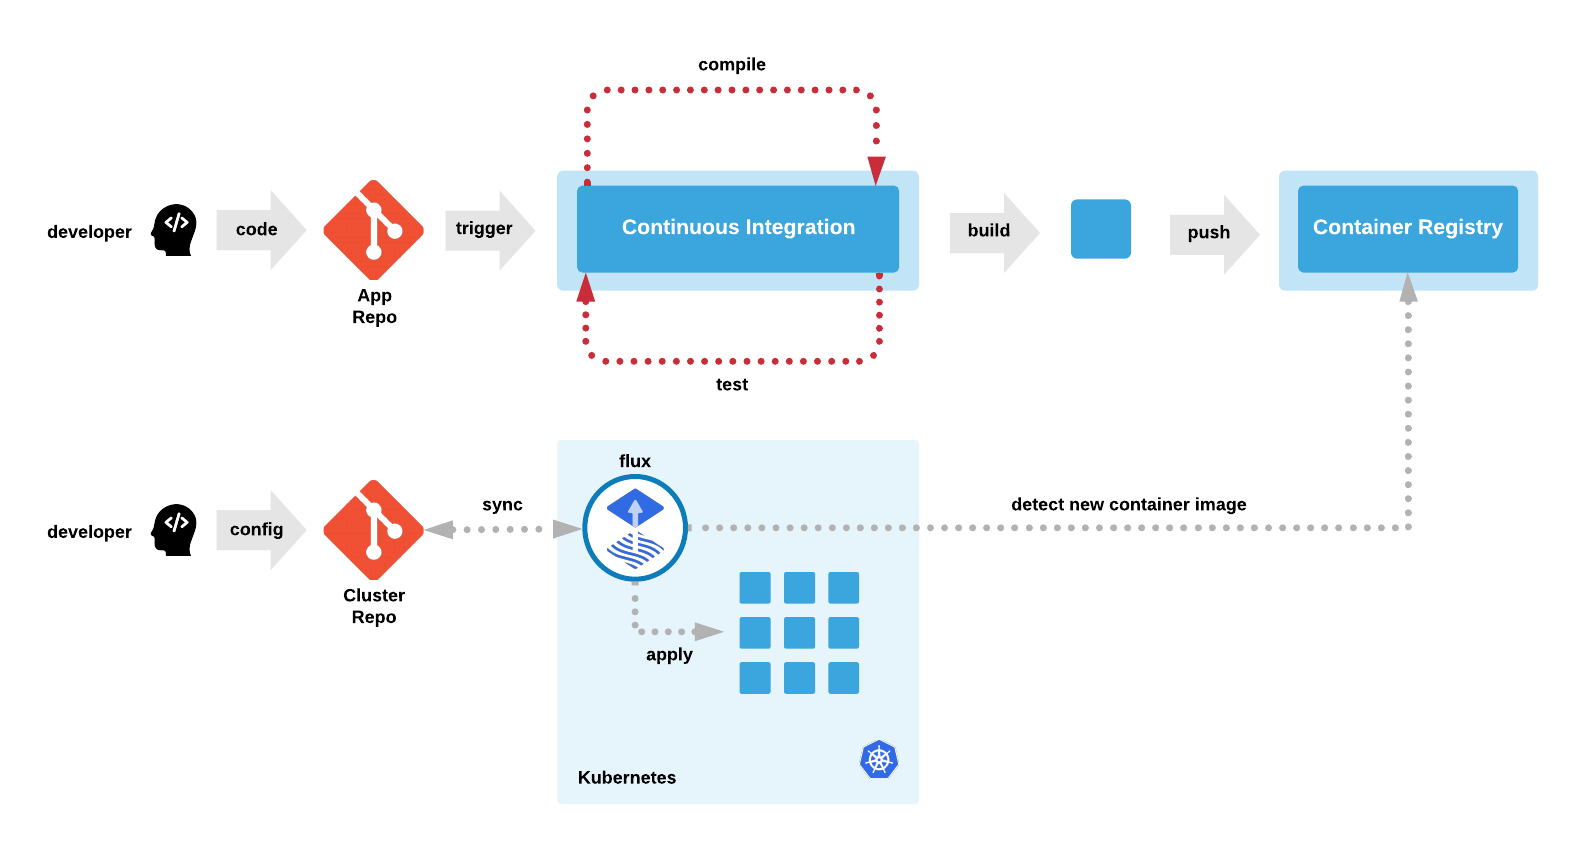 compile
developer
code
App
Repo
trigger
Continuous Integration
build
push
Container Registry
test
developer
config
Cluster
Repo
sync
flux
detect new container image
apply
Kubernetes